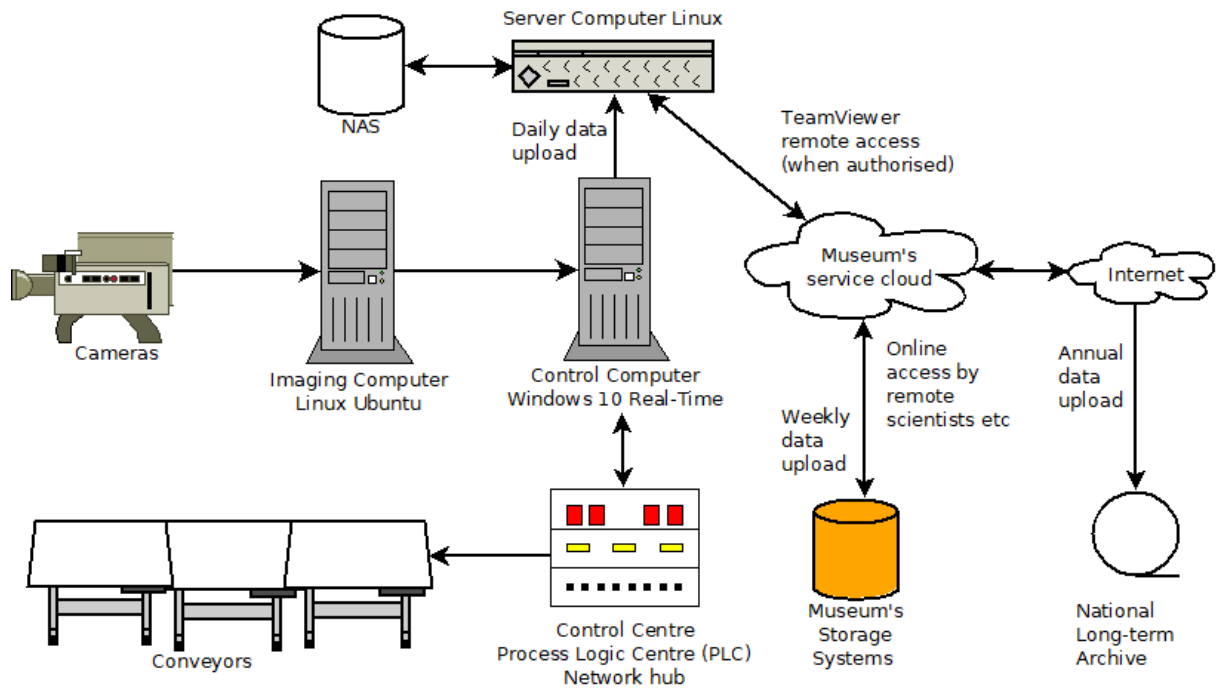 Server Computer Linux
NAS
Daily data
upload
TeamViewer
remote access
(when authorised)
Cameras
Imaging Computer
Linux Ubuntu
Control Computer
Windows 10 Real-Time
Museum's
service cloud
Internet
Online
access by
remote
scientists etc
Weekly
data
upload
Annual
data
upload
Conveyors
Control Centre
Process Logic Centre (PLC)
Network hub
Museum's
Storage
Systems
National
Long-term
Archive